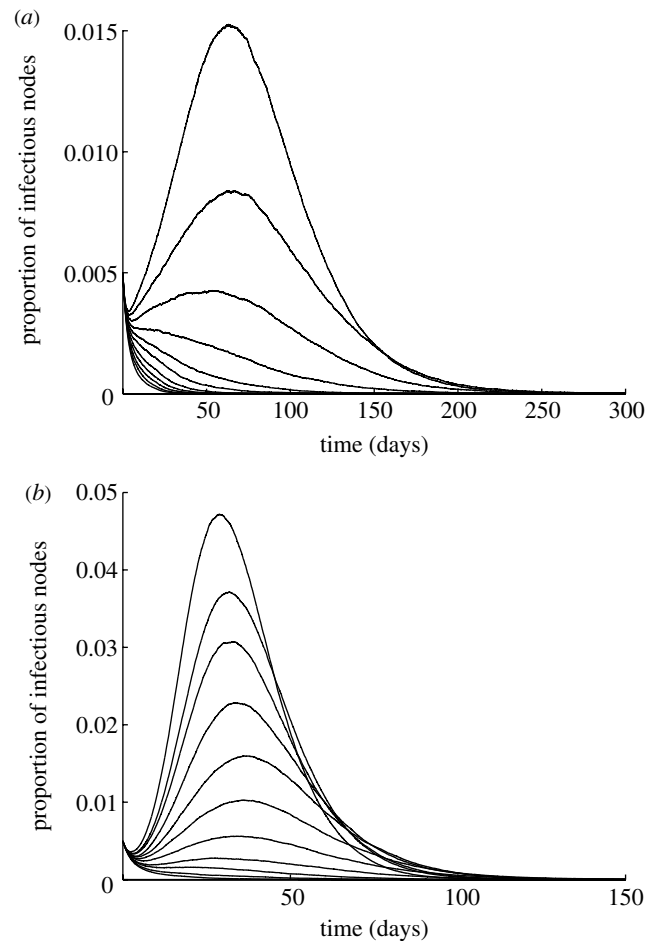 (a)
0.015
0.010
0.005
0
proportion of infectious nodes
50 100 150 200 250 300
time (days)
(b)
0.05
0.04
0.03
0.02
0.01
0
proportion of infectious nodes
50 100 150
time (days)